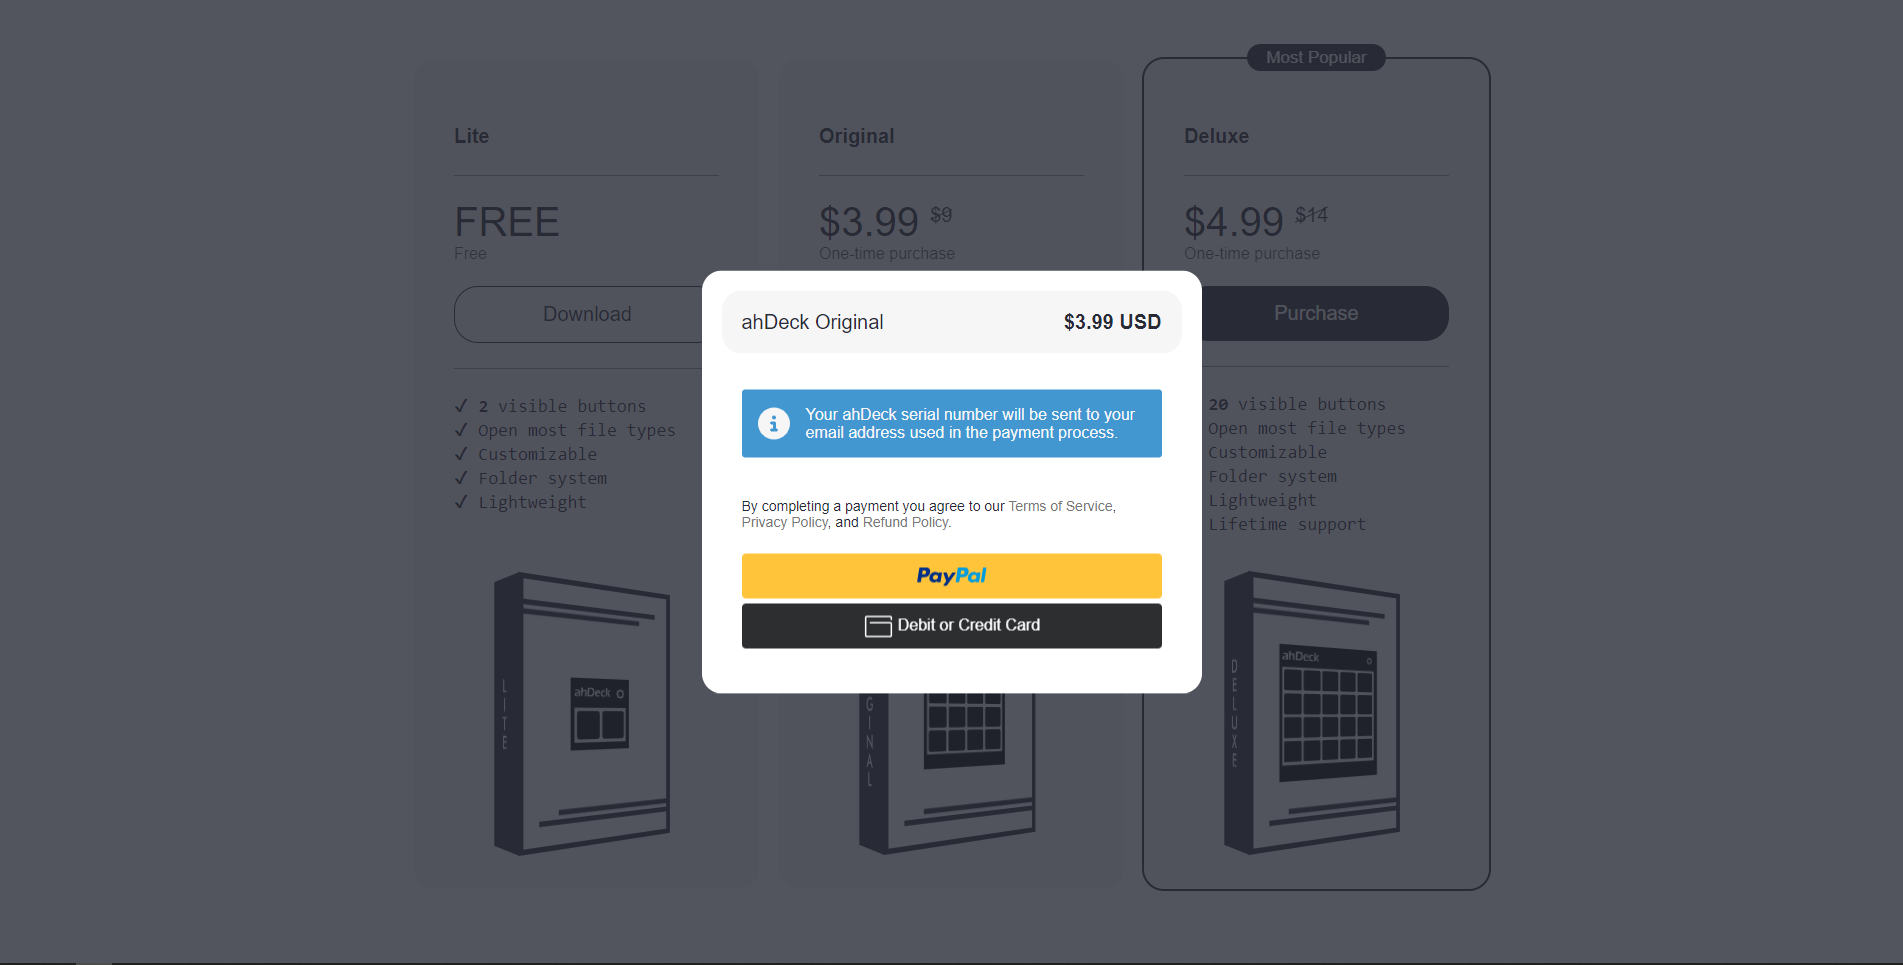 Most Popular
Lite
FREE
Free
Download
✓ 2 visible buttons
✓ Open most file types
✓ Customizable
✓ Folder system
✓ Lightweight
LITE
ahDeck
Original
$3.99 $9
One-time purchase
ahDeck Original $3.99 USD
Your ahDeck serial number will be sent to your
email address used in the payment process.
By completing a payment you agree to our Terms of Service,
Privacy Policy, and Refund Policy.
PayPal
Debit or Credit Card
GINAL
Deluxe
$4.99 $14
One-time purchase
Purchase
20 visible buttons
Open most file types
Customizable
Folder system
Lightweight
Lifetime support
DELUXE
ahDeck